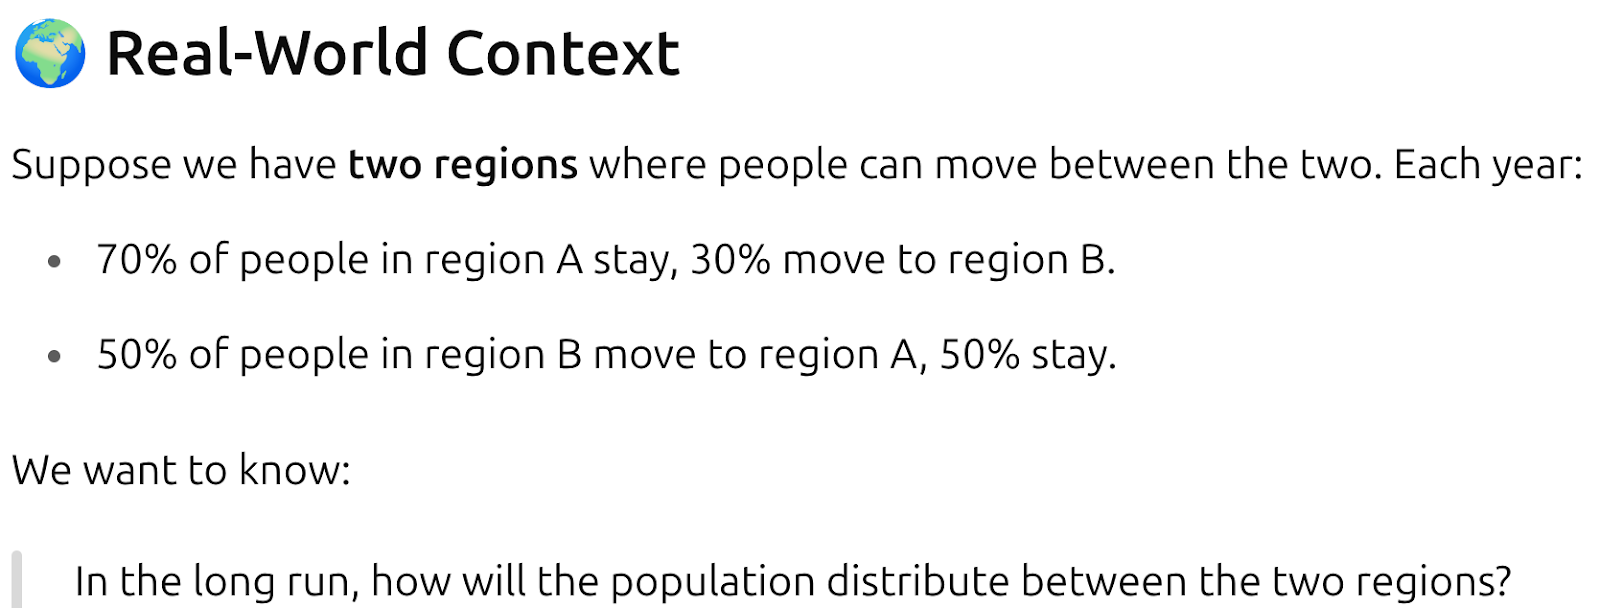 Real-World Context
Suppose we have two regions where people can move between the two. Each year:
• 70% of people in region A stay, 30% move to region B.
• 50% of people in region B move to region A, 50% stay.
We want to know:
In the long run, how will the population distribute between the two regions?